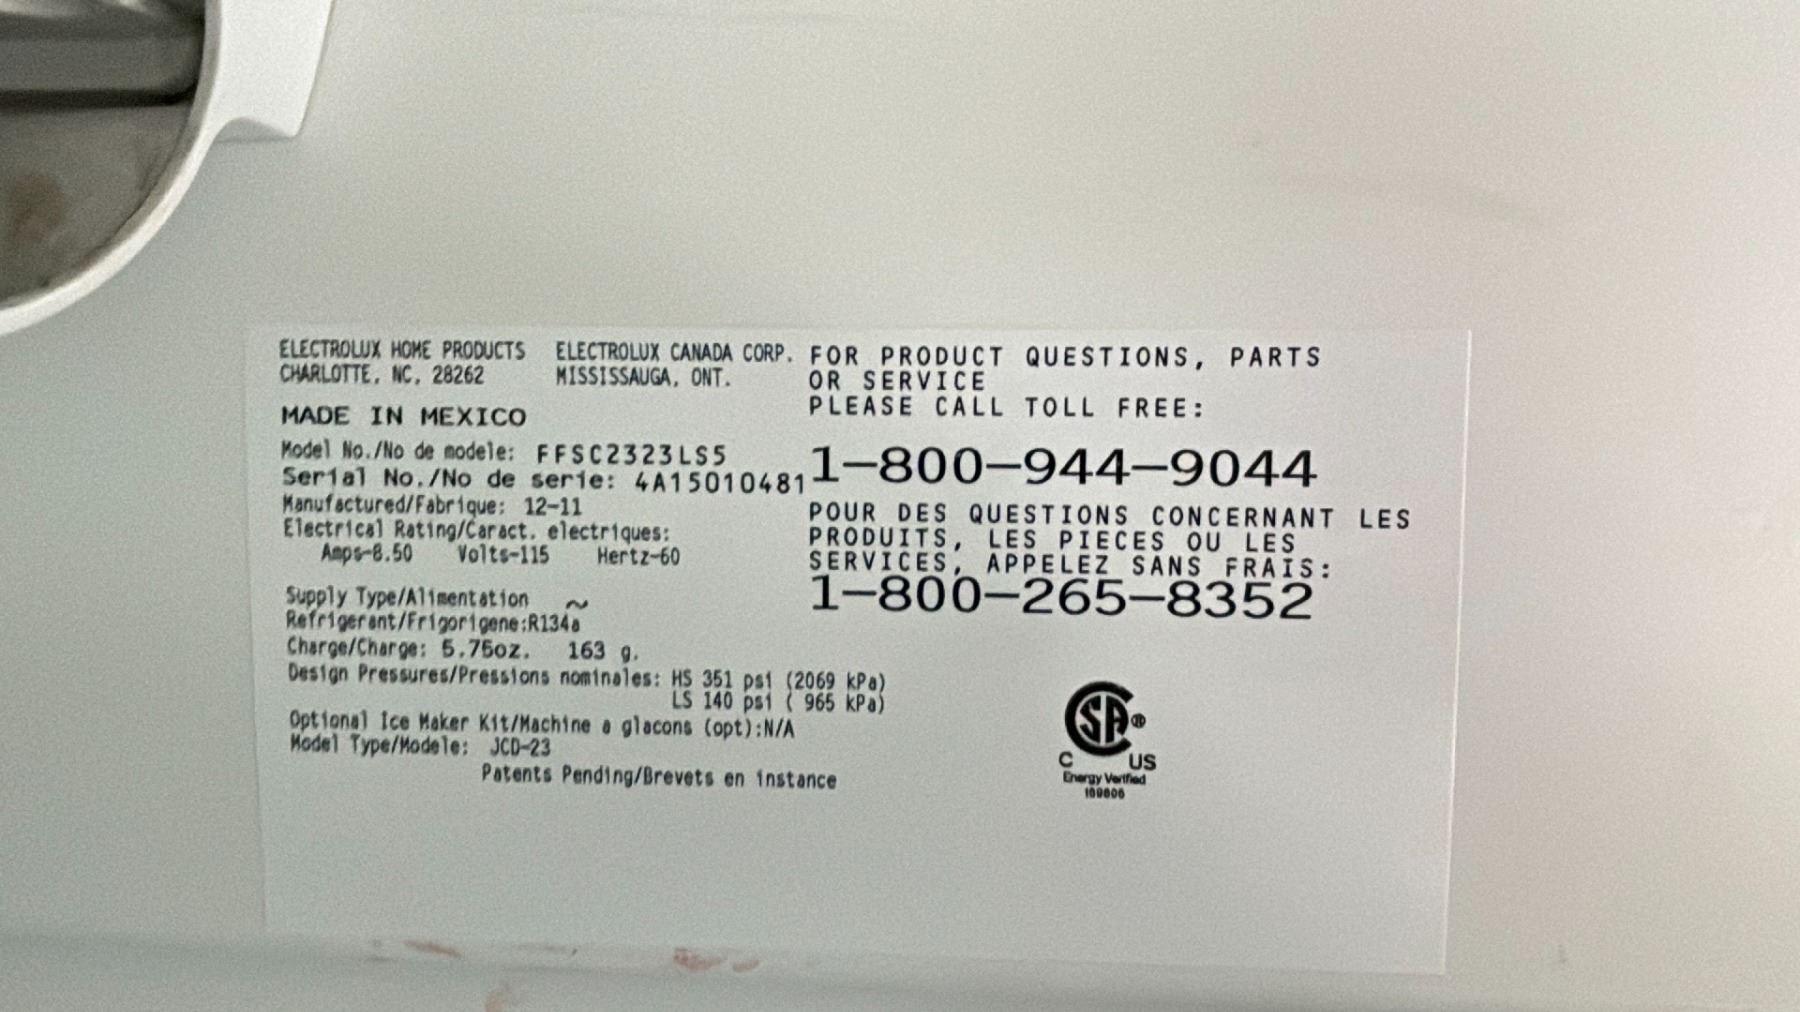 ELECTROLUX HOME PRODUCTS
CHARLOTTE, NC, 28262
ELECTROLUX CANADA CORP.
MISSISSAUGA, ONT.
MADE IN MEXICO
Model No./No de modele: FFSC2323LS5
Serial No./No de serie: 4A15010481
Manufactured/Fabrique: 12-11
Electrical Rating/Caract. electriques:
Amps-8.50 Volts-115 Hertz-60
Supply Type/Alimentation ~
Refrigerant/Frigorigene:R134a
Charge/Charge: 5.75oz. 163 g.
Design Pressures/Pressions nominales: HS 351 psi (2069 kPa)
LS 140 psi ( 965 kPa)
Optional Ice Maker Kit/Machine a glacons (opt):N/A
Model Type/Modele: JCD-23
Patents Pending/Brevets en instance
FOR PRODUCT QUESTIONS, PARTS
OR SERVICE
PLEASE CALL TOLL FREE:
1-800-944-9044
POUR DES QUESTIONS CONCERNANT LES
PRODUITS, LES PIECES OU LES
SERVICES, APPELEZ SANS FRAIS:
1-800-265-8352
SA®
C US
Energy Verified